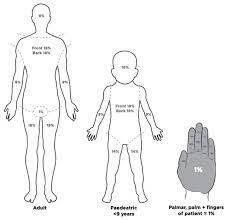 9%
Front 18%
Back 18%
9%
9%
1%
18%
18%
Adult
18%
Front 18%
Back 18%
9%
9%
14%
14%
Paedeatric
<9 years
1%
Palmar, palm + fingers
of patient = 1%